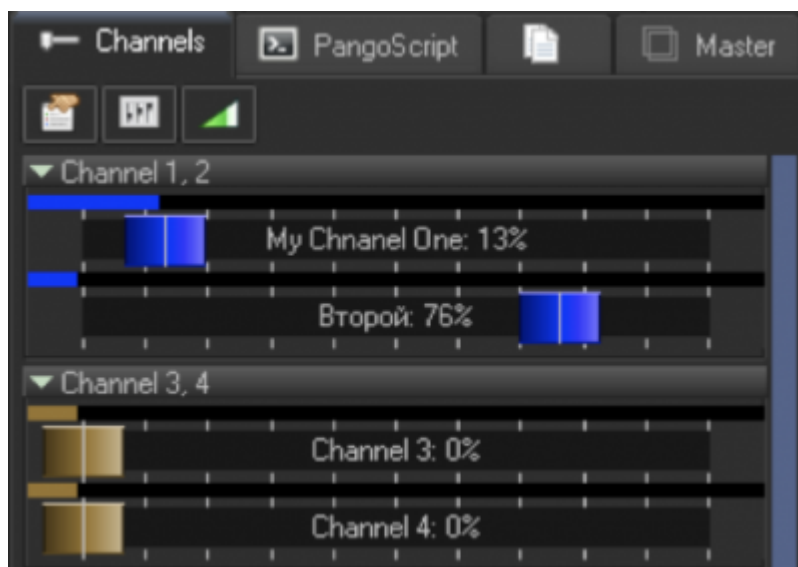 Channels PangoScript Master
Channel 1, 2
My Chnanel One: 13%
Второй: 76%
Channel 3, 4
Channel 3: 0%
Channel 4: 0%